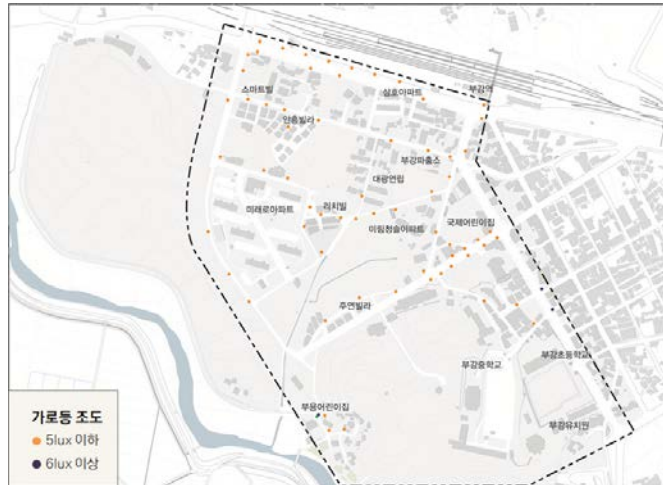 스마트빌
삼호아파트
부강역
한흥빌라
부강파출소
대광연립
미래로아파트
리치빌
이림청솔아파트
국제어린이집
주연빌라
부강중학교
부강초등학교
부용어린이집
부강유치원
가로등 조도
5lux 이하
6lux 이상